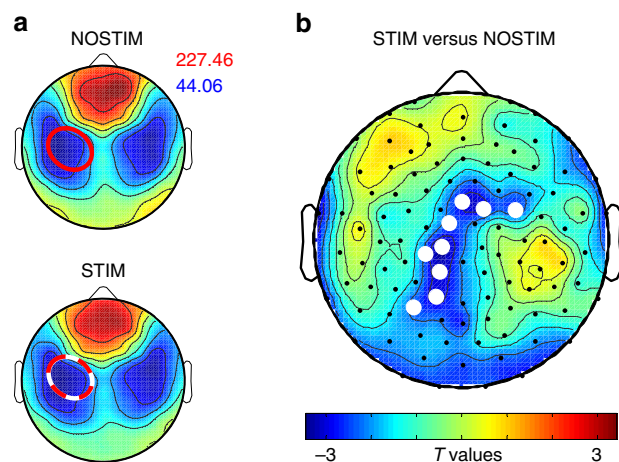 a
NOSTIM
227.46
44.06
STIM
b
STIM versus NOSTIM
–3
T values
3